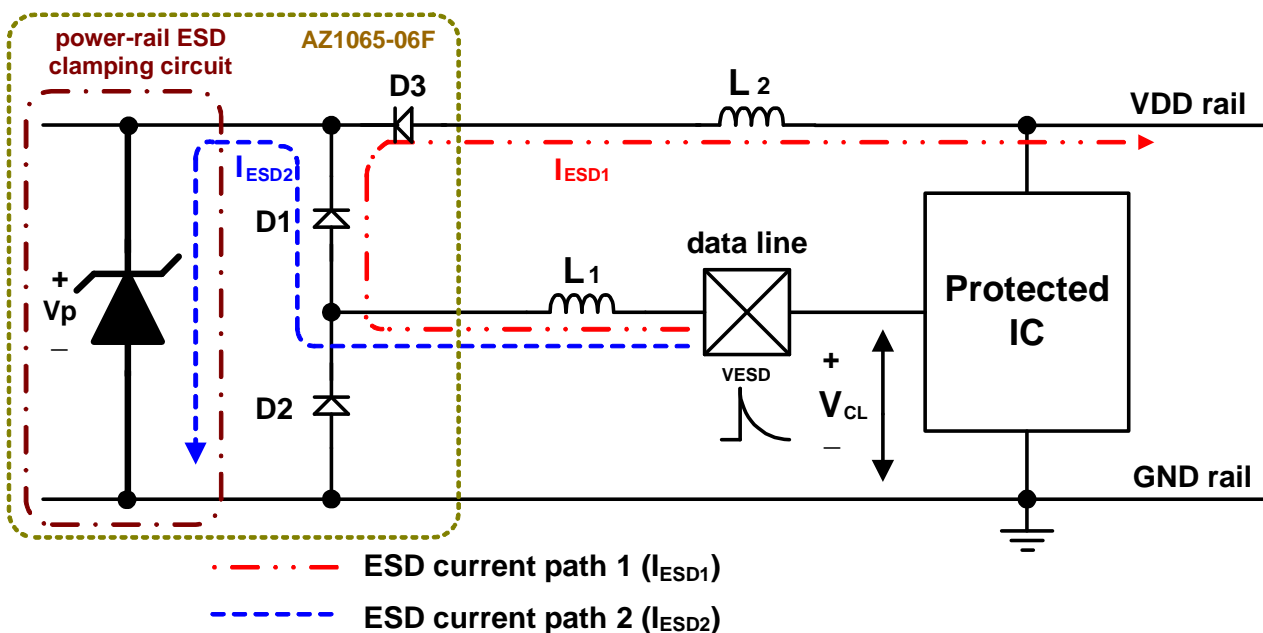 power-rail ESD
clamping circuit
AZ1065-06F
D3
L 2
VDD rail
IESD2
IESD1
D1
data line
L 1
Protected
IC
+
Vp
_
VESD
+
VCL
_
D2
GND rail
ESD current path 1 (IESD1)
ESD current path 2 (IESD2)